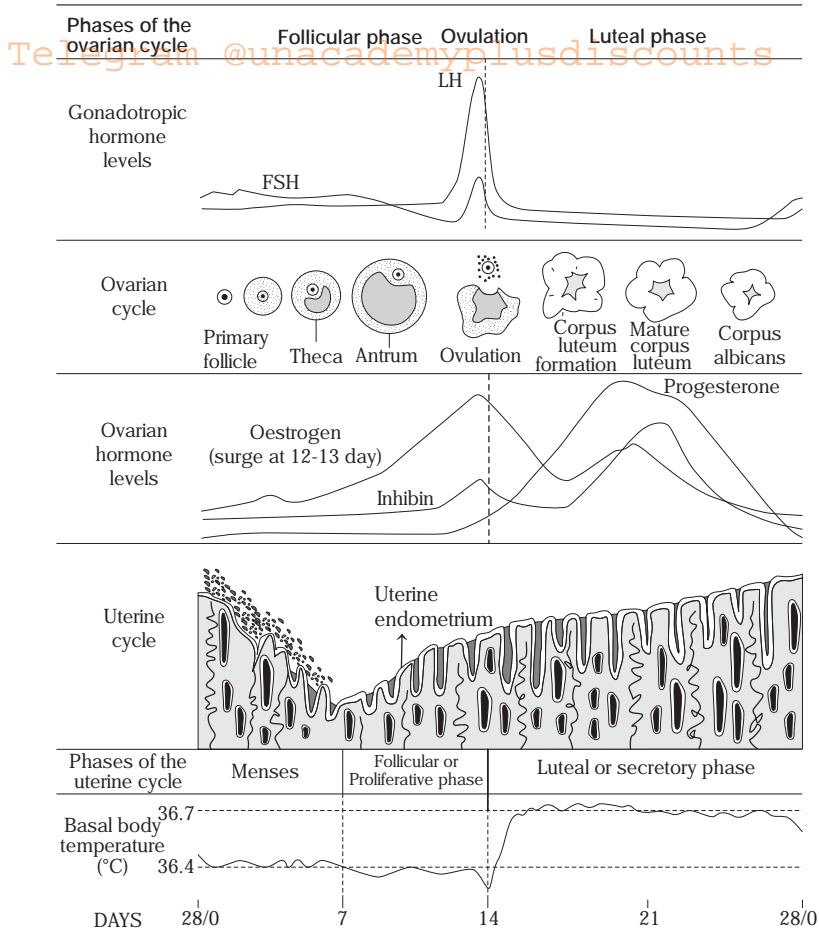 Phases of the
ovarian cycle
Follicular phase
Ovulation
Luteal phase
Telegram @unacademyplusdiscounts
Gonadotropic
hormone
levels
LH
FSH
Ovarian
cycle
Primary
follicle
Theca
Antrum
Ovulation
Corpus
luteum
formation
Mature
corpus
luteum
Corpus
albicans
Ovarian
hormone
levels
Oestrogen
(surge at 12-13 day)
Inhibin
Progesterone
Uterine
cycle
Uterine
endometrium
Phases of the
uterine cycle
Menses
Follicular or
Proliferative phase
Luteal or secretory phase
Basal body
temperature
(°C)
36.7
36.4
DAYS 28/0 7 14 21 28/0